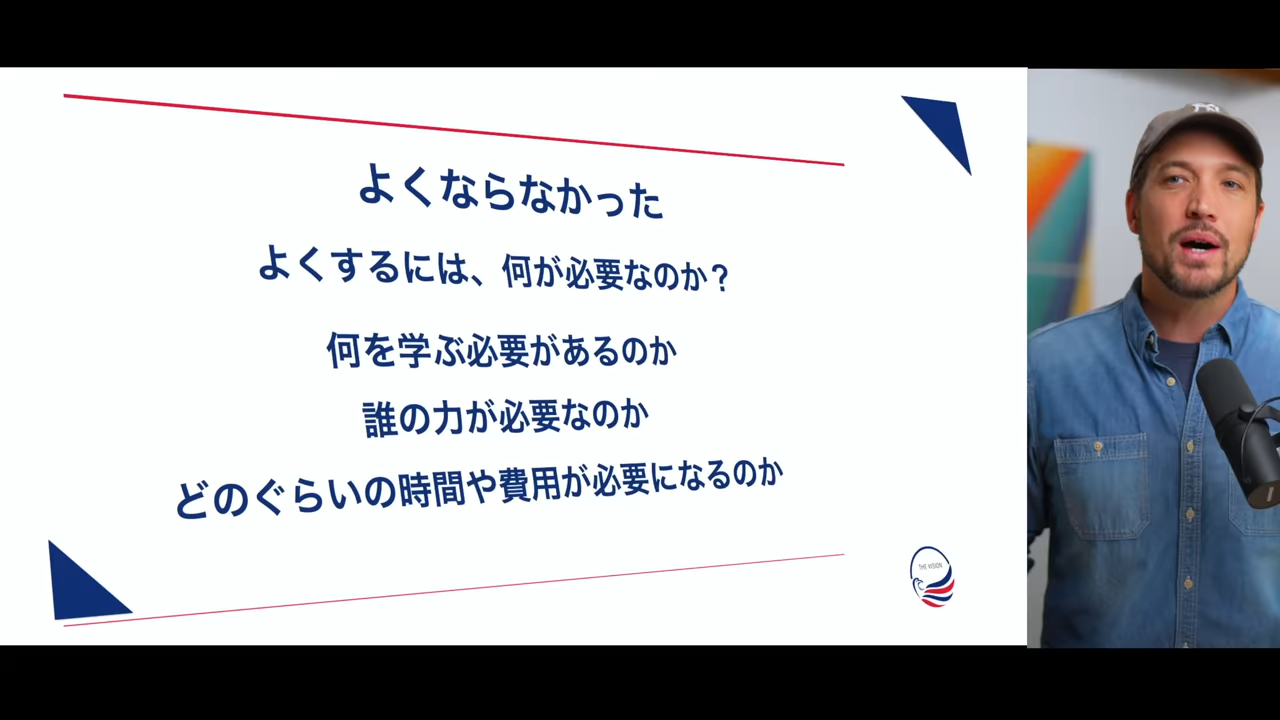 よくならなかった
よくするには、何が必要なのか？
何を学ぶ必要があるのか
誰の力が必要なのか
どのぐらいの時間や費用が必要になるのか
THE VISION